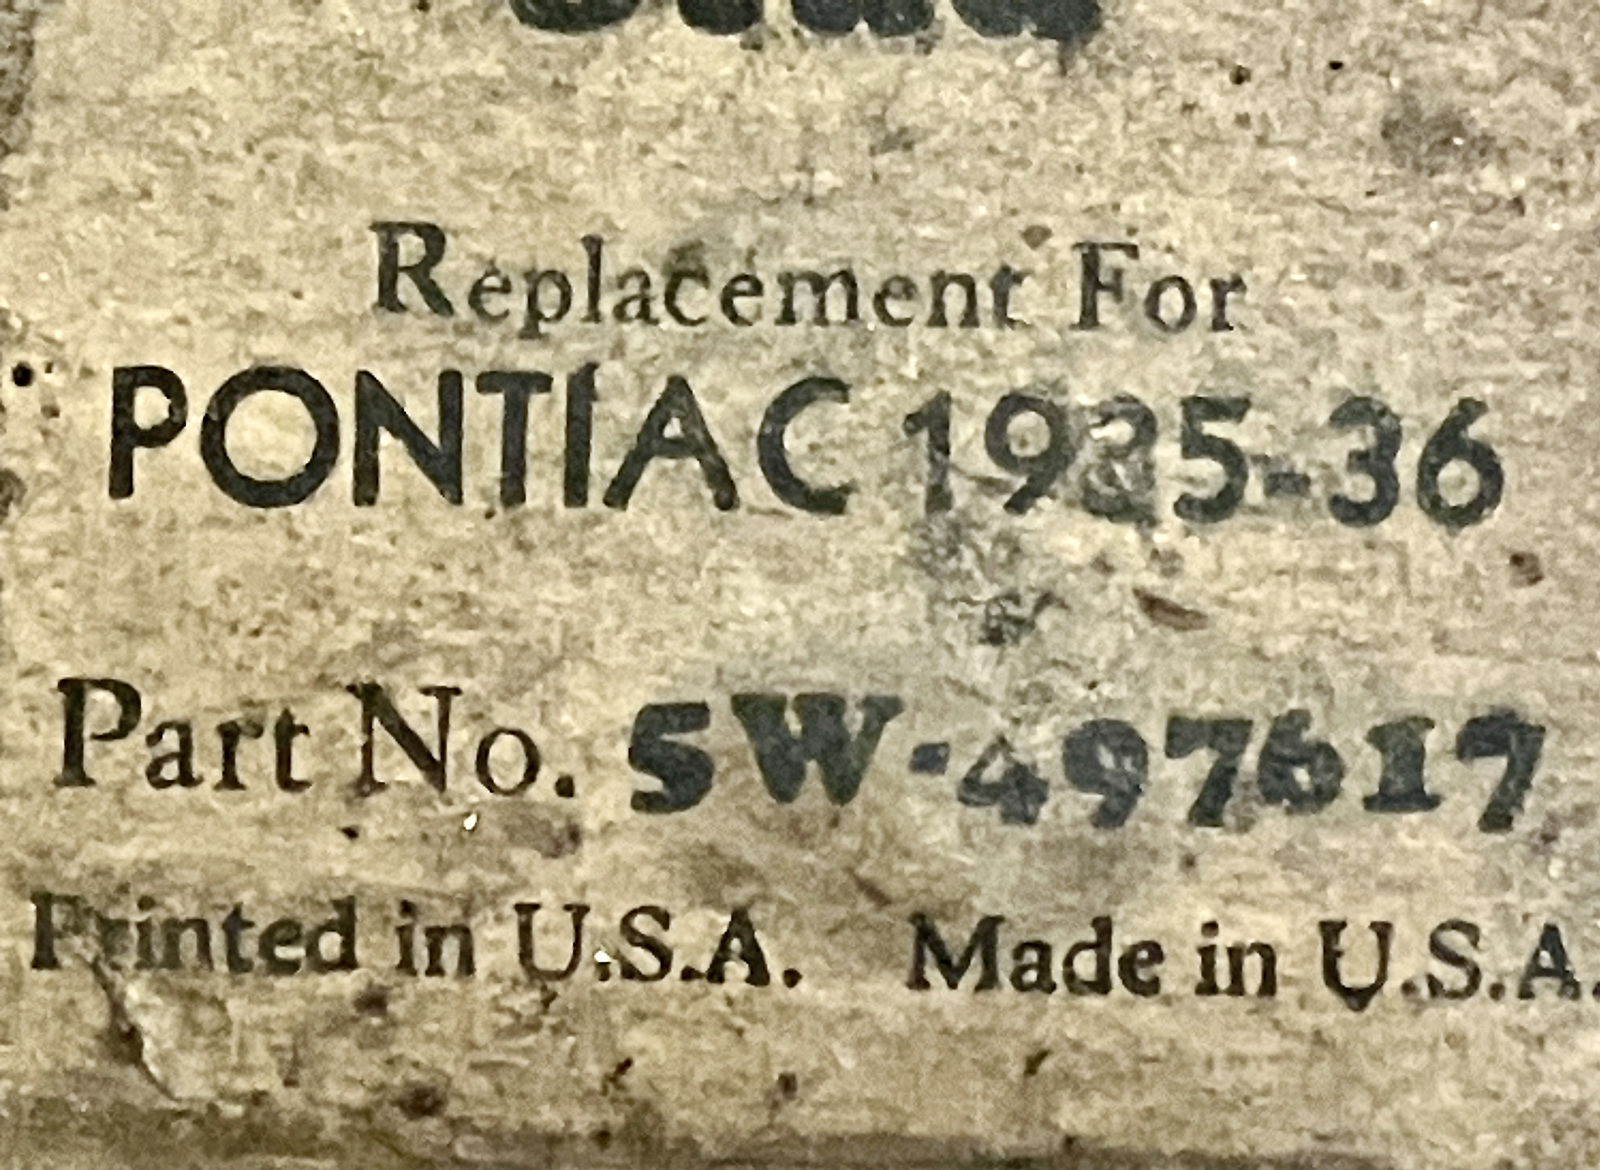 Replacement For
PONTIAC 1935-36
Part No. SW-497617
Printed in U.S.A. Made in U.S.A.